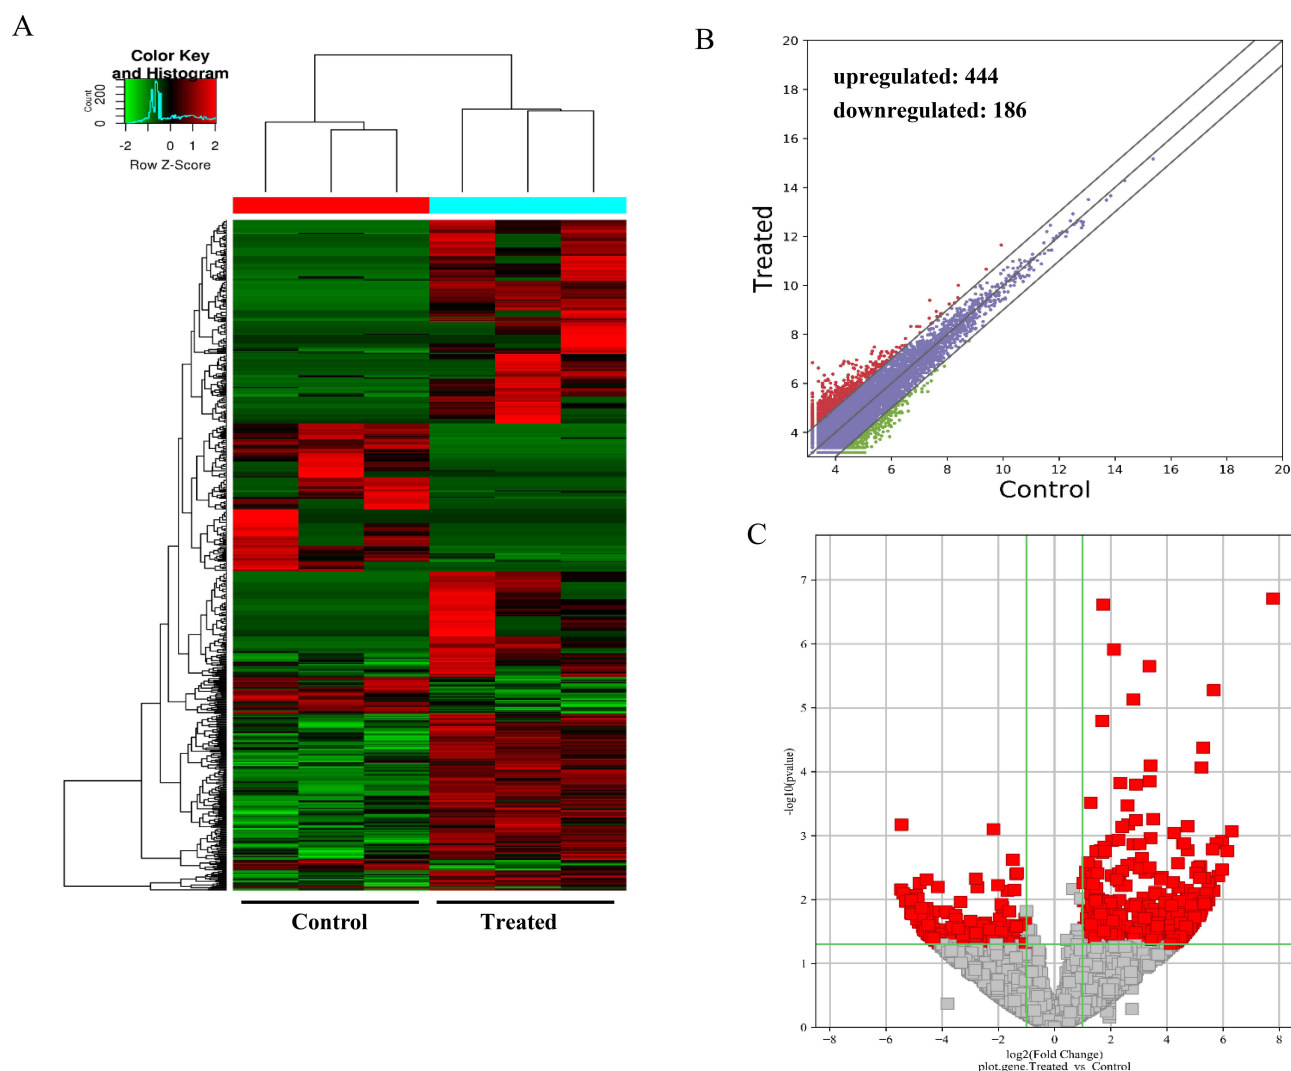 A
Color Key
and Histogram
Count
0 200
-2 0 1 2
Row Z-Score
Control
Treated
B
upregulated: 444
downregulated: 186
20
18
16
14
12
10
8
6
4
Treated
4 6 8 10 12 14 16 18 20
Control
C
7
6
5
4
3
2
1
0
-log10(pvalue)
−8 −6 −4 −2 0 2 4 6 8
log2(Fold Change)
plot.gene.Treated_vs_Control